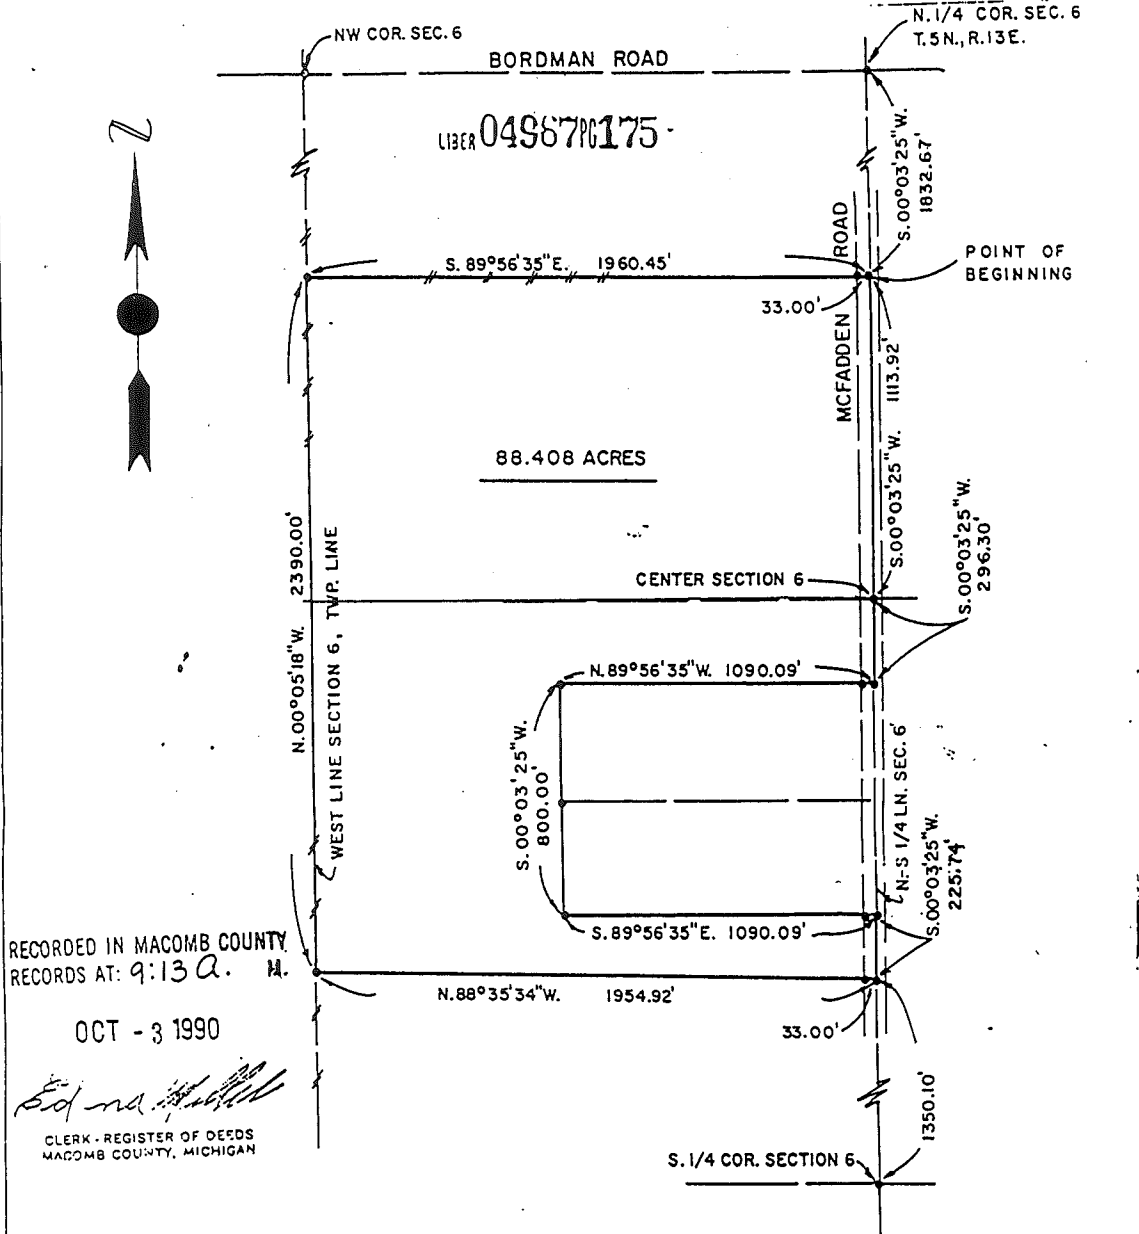 N. 1/4 COR. SEC. 6
T.5N., R.13E.
NW COR. SEC. 6
BORDMAN ROAD
LIBER 04967PG175
S.00°03'25"W.
1832.67'
N
S. 89°56'35"E. 1960.45'
MCFADDEN ROAD
POINT OF
BEGINNING
33.00'
1113.92'
S.00°03'25"W.
88.408 ACRES
N.00°05'18"W. 2390.00'
WEST LINE SECTION 6, TWP. LINE
CENTER SECTION 6
S.00°03'25"W.
296.30'
N.89°56'35"W. 1090.09'
S.00°03'25"W.
800.00'
N-S 1/4 LN. SEC. 6
S.00°03'25"W.
225.74'
S.89°56'35"E. 1090.09'
RECORDED IN MACOMB COUNTY
RECORDS AT: 9:13 A. M.
N.88°35'34"W. 1954.92'
33.00'
OCT - 3 1990
Edna Miller
CLERK - REGISTER OF DEEDS
MACOMB COUNTY, MICHIGAN
1350.10'
S.1/4 COR. SECTION 6